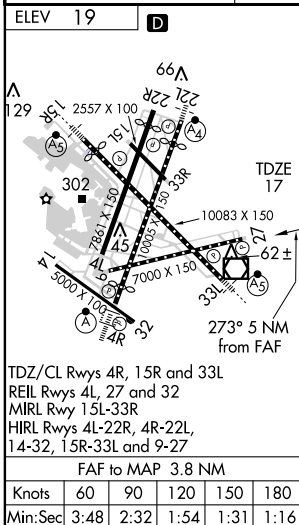 ELEV 19
D
66
129
15R
2557 X 100
22R
22L
A5
15L
A4
P
P
33R
TDZE
17
302
7861 X 150
10005 X 150
10083 X 150
45
4L
27
P
62 ±
9
P
7000 X 150
14
5000 X 100
33L
A5
A
P
4R
32
273° 5 NM
from FAF
TDZ/CL Rwys 4R, 15R and 33L
REIL Rwys 4L, 27 and 32
MIRL Rwy 15L-33R
HIRL Rwys 4L-22R, 4R-22L,
14-32, 15R-33L and 9-27
FAF to MAP 3.8 NM
Knots 60 90 120 150 180
Min:Sec 3:48 2:32 1:54 1:31 1:16